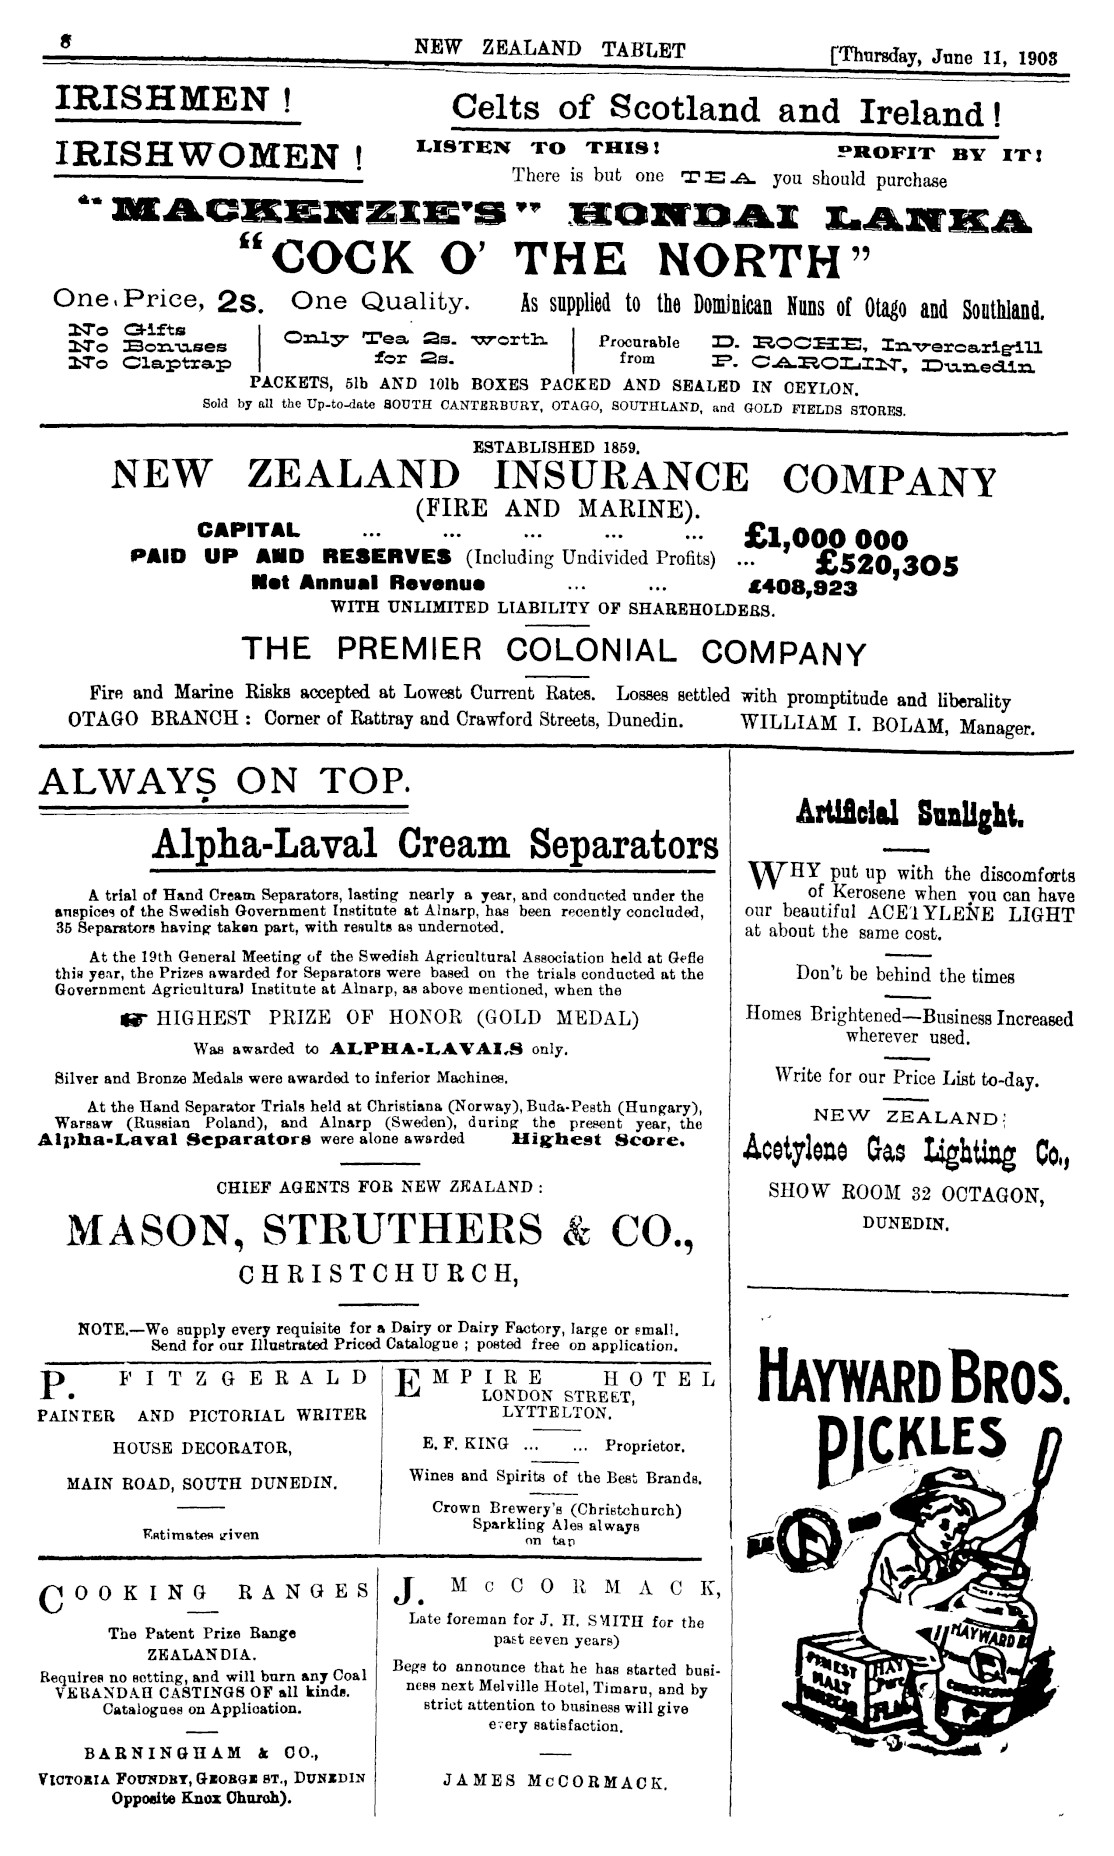 8
NEW ZEALAND TABLET
[Thursday, June 11, 1903
IRISHMEN !
IRISHWOMEN !
Celts of Scotland and Ireland !
LISTEN TO THIS! PROFIT BY IT!
There is but one TEA you should purchase
"MACKENZIE'S" HONDAI LANKA
"COCK O' THE NORTH"
One Price, 2s. One Quality. As supplied to the Dominican Nuns of Otago and Southland.
No Gifts
No Bonuses
No Claptrap
Only Tea 2s. worth
for 2s.
Procurable
from
D. ROCHE, Invercarigill
P. CAROLIN, Dunedin
PACKETS, 5lb AND 10lb BOXES PACKED AND SEALED IN CEYLON.
Sold by all the Up-to-date SOUTH CANTERBURY, OTAGO, SOUTHLAND, and GOLD FIELDS STORES.
ESTABLISHED 1859.
NEW ZEALAND INSURANCE COMPANY
(FIRE AND MARINE).
CAPITAL ... ... ... ... ... £1,000 000
PAID UP AND RESERVES (Including Undivided Profits) ... £520,305
Net Annual Revenue ... ... £408,923
WITH UNLIMITED LIABILITY OF SHAREHOLDERS.
THE PREMIER COLONIAL COMPANY
Fire and Marine Risks accepted at Lowest Current Rates. Losses settled with promptitude and liberality
OTAGO BRANCH : Corner of Rattray and Crawford Streets, Dunedin. WILLIAM I. BOLAM, Manager.
ALWAYS ON TOP.
Alpha-Laval Cream Separators
A trial of Hand Cream Separators, lasting nearly a year, and conducted under the
auspices of the Swedish Government Institute at Alnarp, has been recently concluded,
35 Separators having taken part, with results as undernoted.
At the 19th General Meeting of the Swedish Agricultural Association held at Gefle
this year, the Prizes awarded for Separators were based on the trials conducted at the
Government Agricultural Institute at Alnarp, as above mentioned, when the
☛ HIGHEST PRIZE OF HONOR (GOLD MEDAL)
Was awarded to ALPHA-LAVALS only.
Silver and Bronze Medals were awarded to inferior Machines.
At the Hand Separator Trials held at Christiana (Norway), Buda-Pesth (Hungary),
Warsaw (Russian Poland), and Alnarp (Sweden), during the present year, the
Alpha-Laval Separators were alone awarded Highest Score.
CHIEF AGENTS FOR NEW ZEALAND :
MASON, STRUTHERS & CO.,
CHRISTCHURCH,
NOTE.—We supply every requisite for a Dairy or Dairy Factory, large or small.
Send for our Illustrated Priced Catalogue ; posted free on application.
P. FITZGERALD
PAINTER AND PICTORIAL WRITER
HOUSE DECORATOR,
MAIN ROAD, SOUTH DUNEDIN.
Estimates given
EMPIRE HOTEL
LONDON STREET,
LYTTELTON.
E. F. KING ... ... Proprietor.
Wines and Spirits of the Best Brands.
Crown Brewery's (Christchurch)
Sparkling Ales always
on tap
COOKING RANGES
The Patent Prize Range
ZEALANDIA.
Requires no setting, and will burn any Coal
VERANDAH CASTINGS OF all kinds.
Catalogues on Application.
BARNINGHAM & CO.,
VICTORIA FOUNDRY, GEORGE ST., DUNEDIN
Opposite Knox Church).
J. McCORMACK,
Late foreman for J. H. SMITH for the
past seven years)
Begs to announce that he has started busi-
ness next Melville Hotel, Timaru, and by
strict attention to business will give
every satisfaction.
JAMES McCORMACK.
Artificial Sunlight.
WHY put up with the discomforts
of Kerosene when you can have
our beautiful ACETYLENE LIGHT
at about the same cost.
Don't be behind the times
Homes Brightened—Business Increased
wherever used.
Write for our Price List to-day.
NEW ZEALAND:
Acetylene Gas Lighting Co.,
SHOW ROOM 32 OCTAGON,
DUNEDIN.
HAYWARD BROS.
PICKLES
HAYWARD B
FINEST
MALT
VINEGAR
HAY